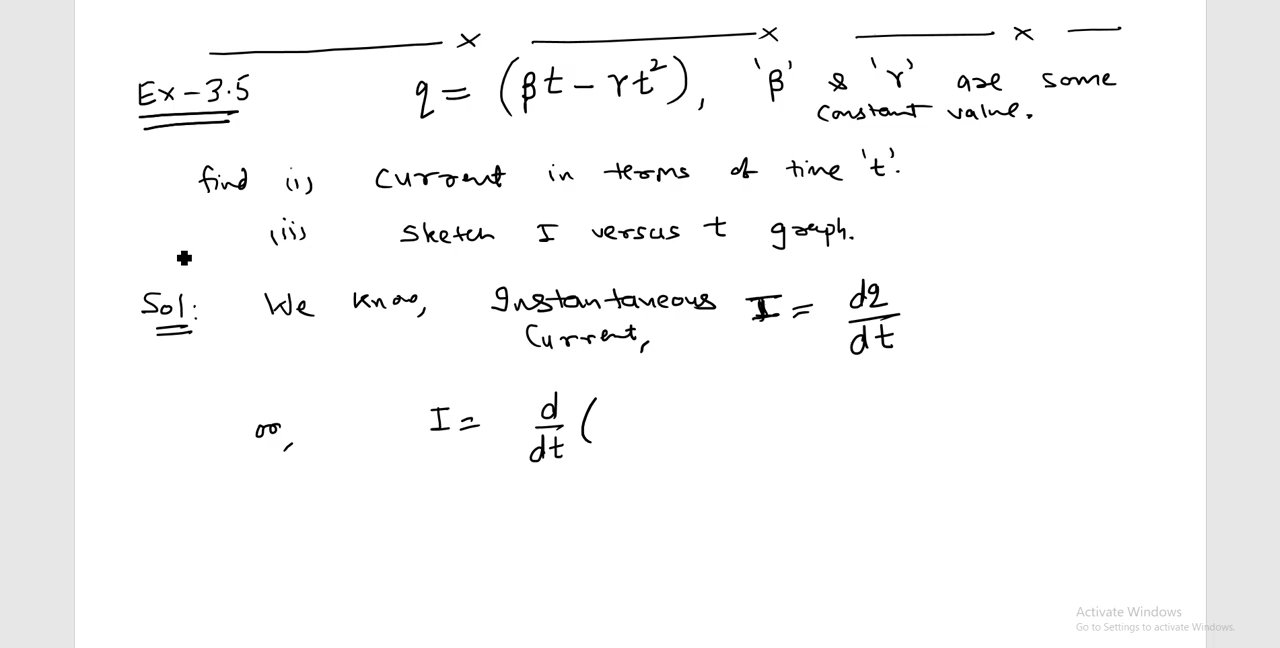 Ex-3.5 q = (βt - rt²), 'β' & 'r' are some
constant value.
find (i) Current in terms of time 't'.
(ii) Sketch I versus t graph.
Sol: We know, Instantaneous I = dq/dt
Current,
or, I = d/dt (
Activate Windows
Go to Settings to activate Windows.